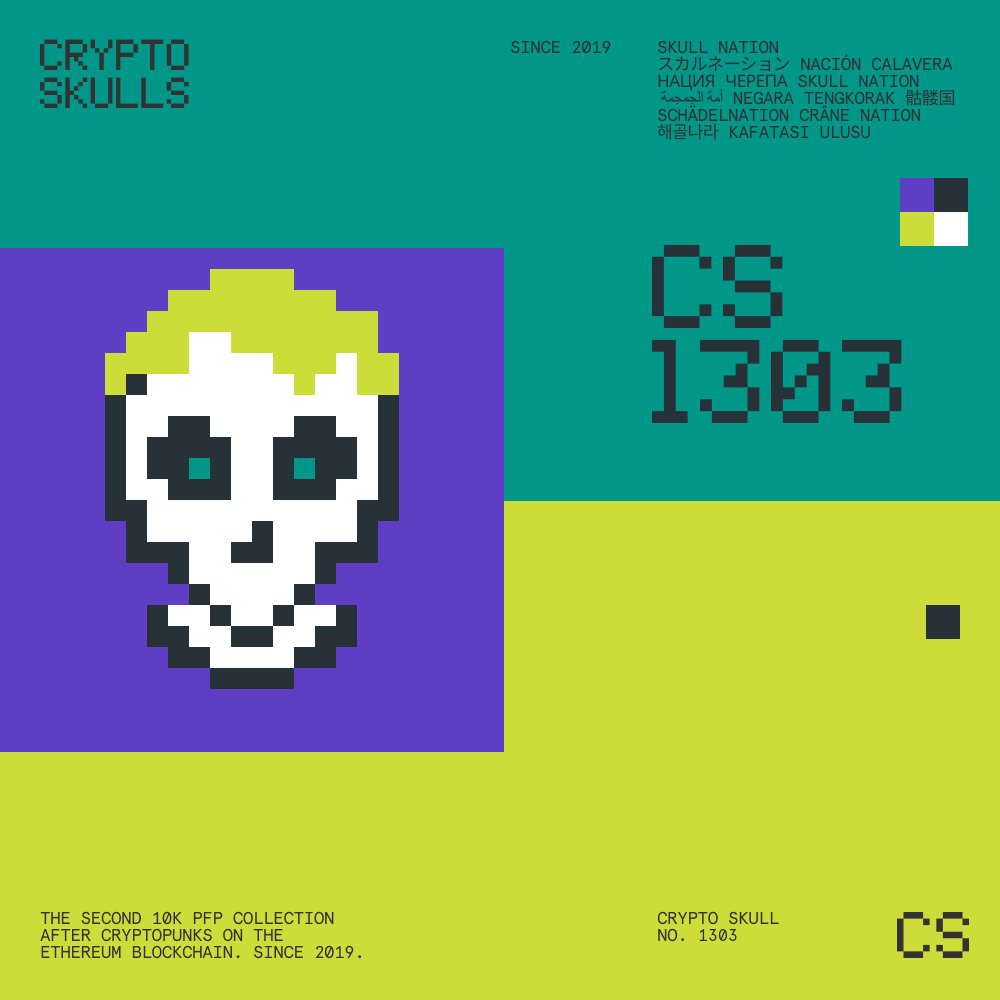 CRYPTO
SKULLS
SINCE 2019
SKULL NATION
スカルネーション NACIÓN CALAVERA
НАЦИЯ ЧЕРЕПА SKULL NATION
أمة الجمجمة NEGARA TENGKORAK 骷髅国
SCHÄDELNATION CRÂNE NATION
해골나라 KAFATASI ULUSU
CS
1303
THE SECOND 10K PFP COLLECTION
AFTER CRYPTOPUNKS ON THE
ETHEREUM BLOCKCHAIN. SINCE 2019.
CRYPTO SKULL
NO. 1303
CS